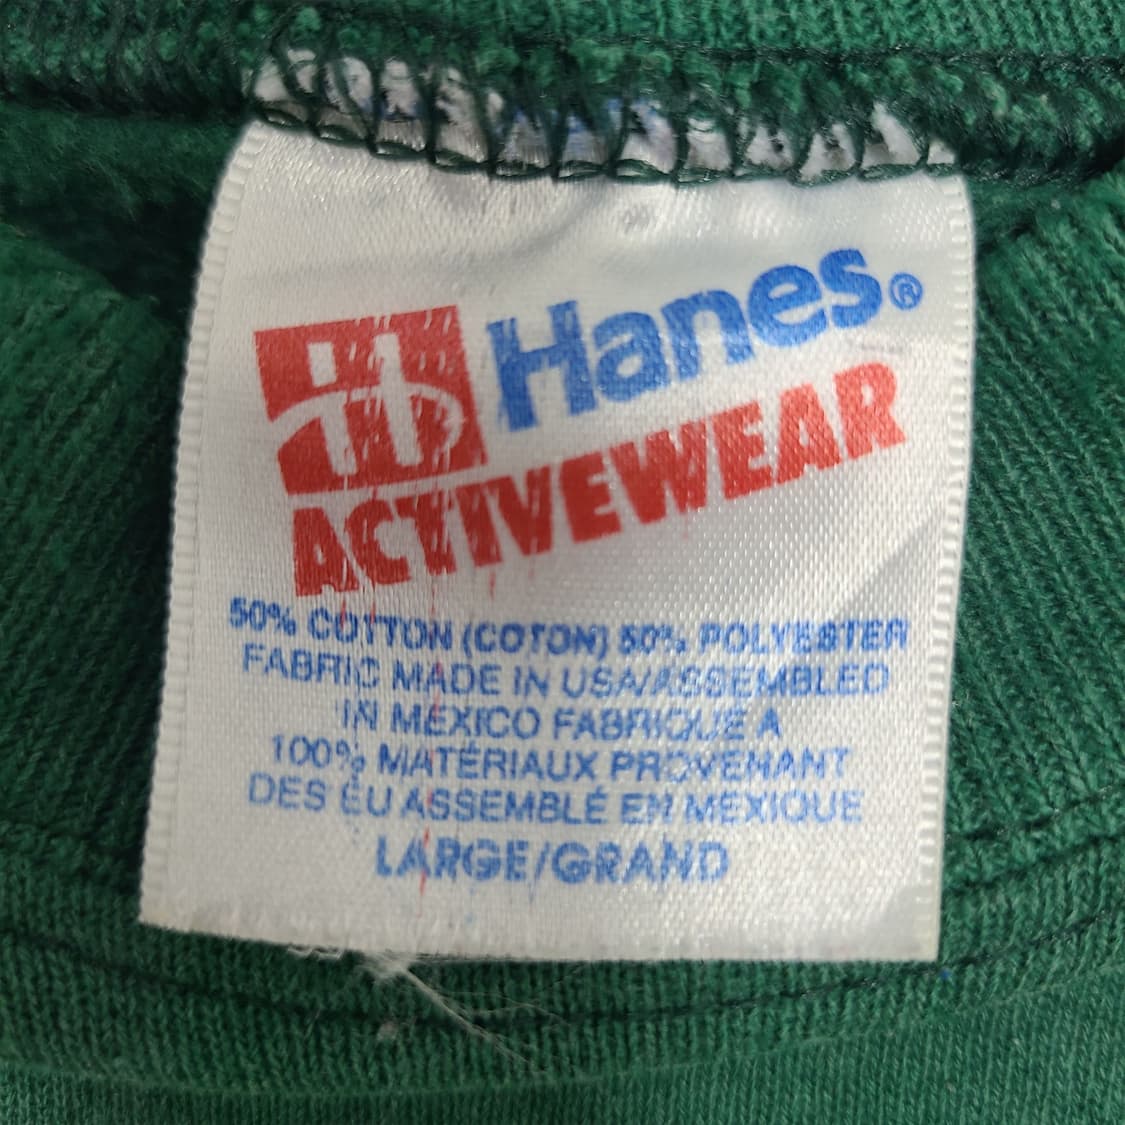 Hanes®
ACTIVEWEAR
50% COTTON (COTON) 50% POLYESTER
FABRIC MADE IN USA/ASSEMBLED
IN MEXICO FABRIQUÉ A
100% MATÉRIAUX PROVENANT
DES ÉU ASSEMBLÉ EN MEXIQUE
LARGE/GRAND